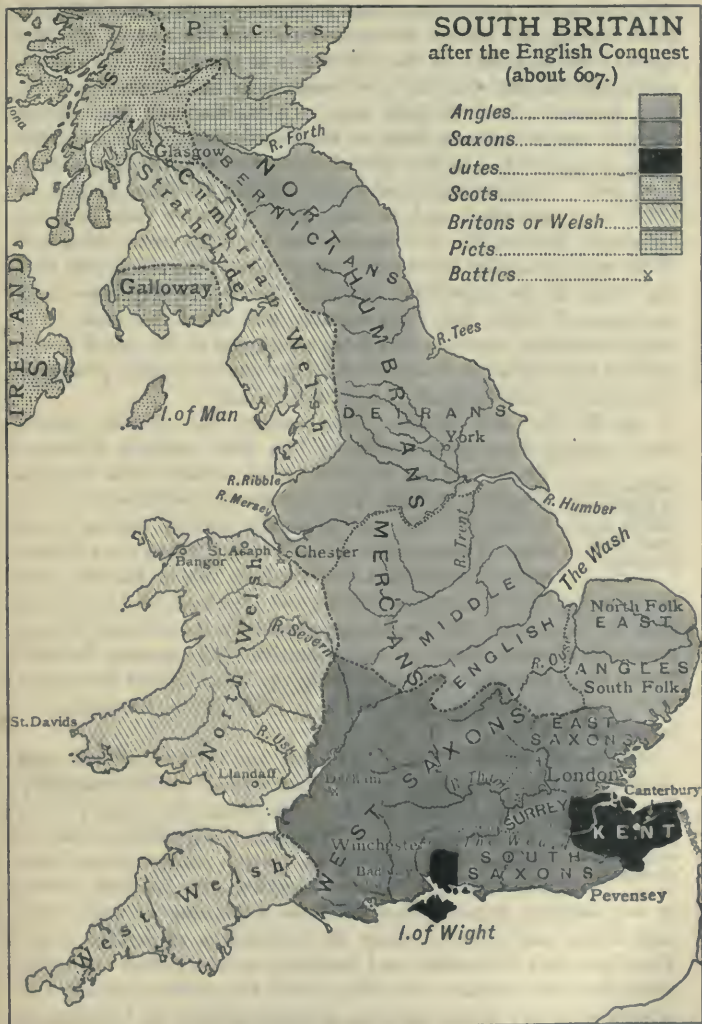 SOUTH BRITAIN
after the English Conquest
(about 607.)
Angles
Saxons
Jutes
Scots
Britons or Welsh
Picts
Battles
Picts
Iona
S
O
R. Forth
Glasgow
NORTHUMBRIANS
BERNICIANS
Cumbrian Welsh
Strathclyde
Galloway
IRELAND
S
I. of Man
R. Tees
DEIRANS
York
R. Ribble
R. Mersey
R. Humber
R. Trent
The Wash
St. Asaph
Bangor
Chester
MERCIANS
MIDDLE
ENGLISH
North Folk
EAST
ANGLES
South Folk
North Welsh
R. Severn
St. Davids
R. Usk
Llandaff
EAST
SAXONS
WEST SAXONS
London
Canterbury
SURREY
KENT
Winchester
SOUTH
SAXONS
Pevensey
West Welsh
I. of Wight